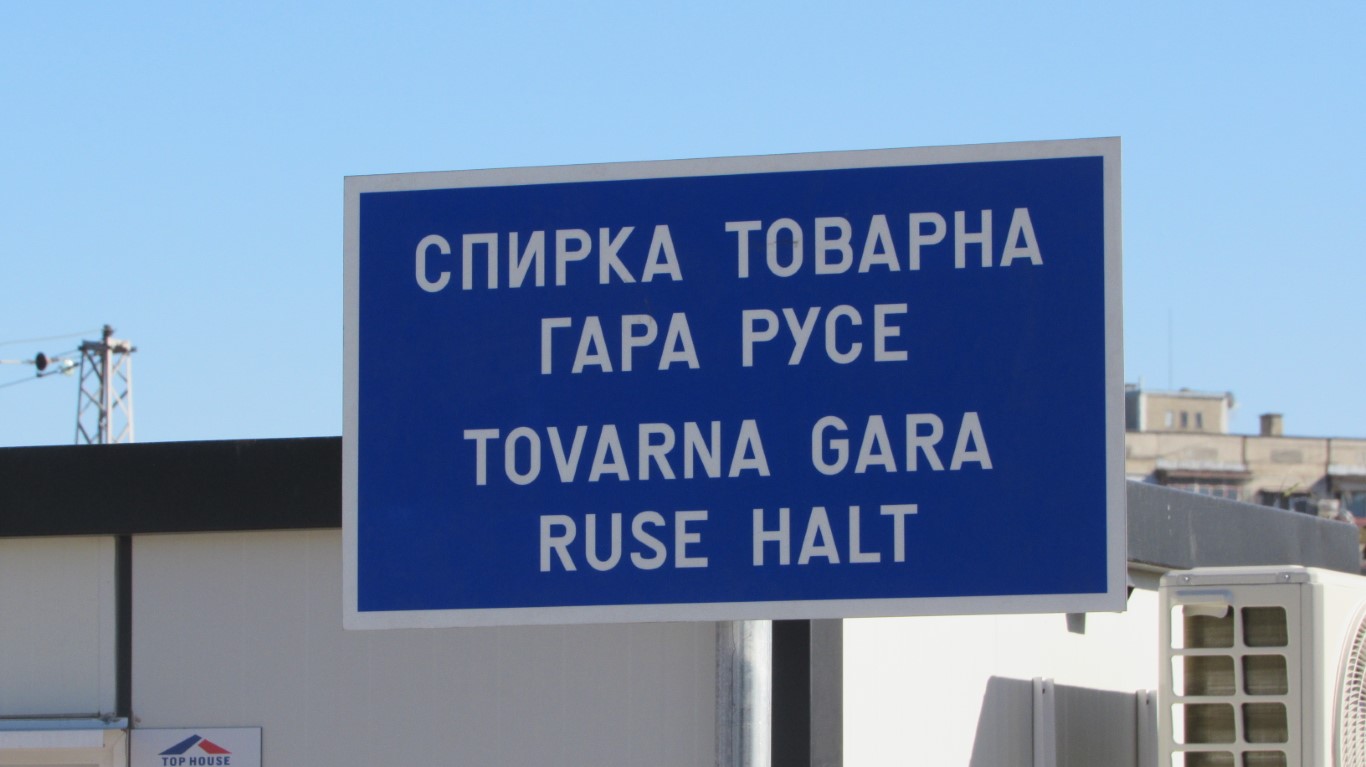 СПИРКА ТОВАРНА
ГАРА РУСЕ
TOVARNA GARA
RUSE HALT
TOP HOUSE